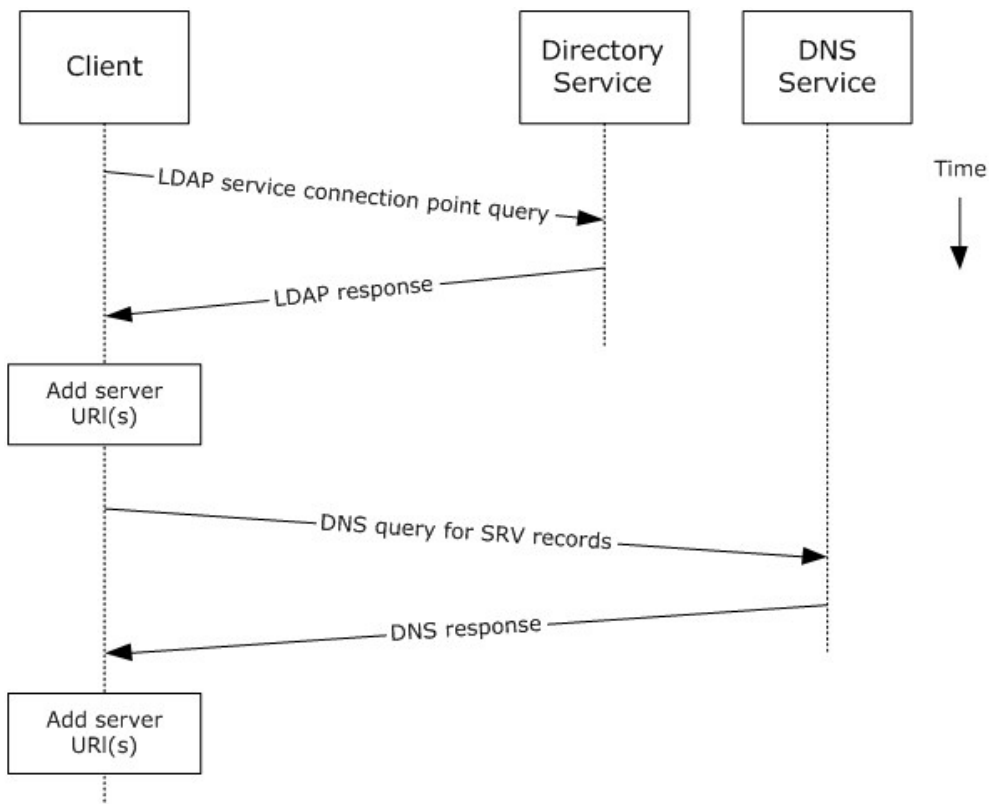 Client
Directory
Service
DNS
Service
Time
LDAP service connection point query
LDAP response
Add server
URI(s)
DNS query for SRV records
DNS response
Add server
URI(s)